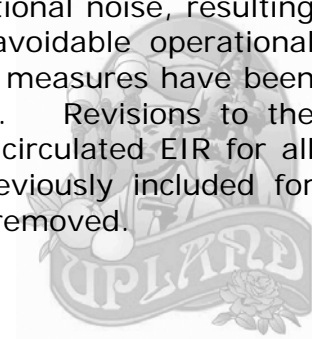 tional noise, resulting
avoidable operational
measures have been
. Revisions to the
circulated EIR for all
eviously included for
removed.
UPLAND